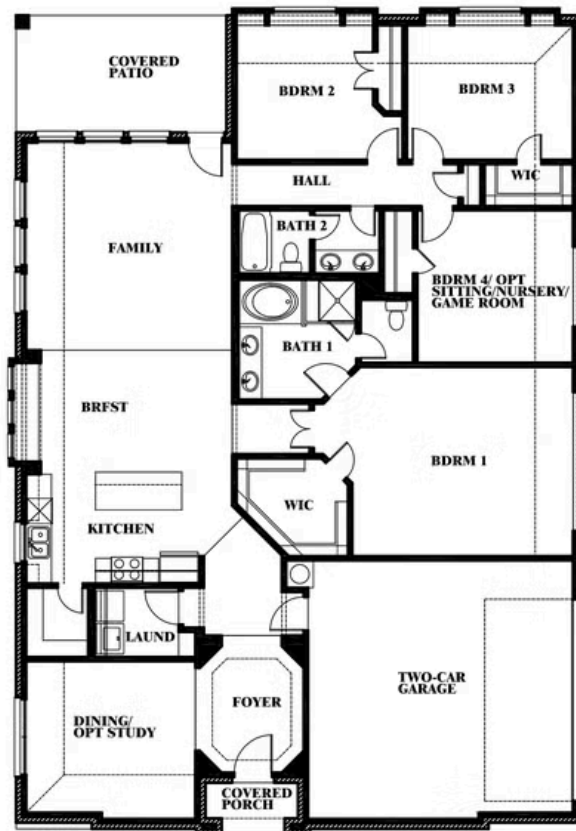 COVERED
PATIO
BDRM 2
BDRM 3
HALL
WIC
BATH 2
FAMILY
BDRM 4/ OPT
SITTING/NURSERY/
GAME ROOM
BATH 1
BRFST
BDRM 1
WIC
KITCHEN
LAUND
TWO-CAR
GARAGE
FOYER
DINING/
OPT STUDY
COVERED
PORCH